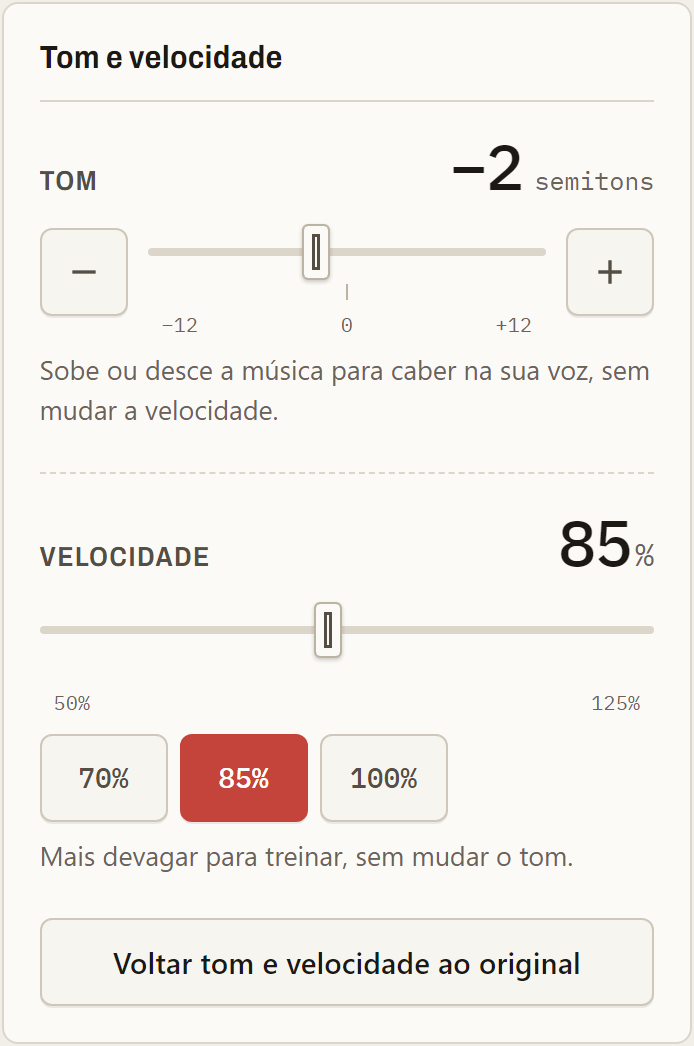 Tom e velocidade
TOM
−2 semitons
−
+
−12 0 +12
Sobe ou desce a música para caber na sua voz, sem
mudar a velocidade.
VELOCIDADE
85%
50% 125%
70% 85% 100%
Mais devagar para treinar, sem mudar o tom.
Voltar tom e velocidade ao original